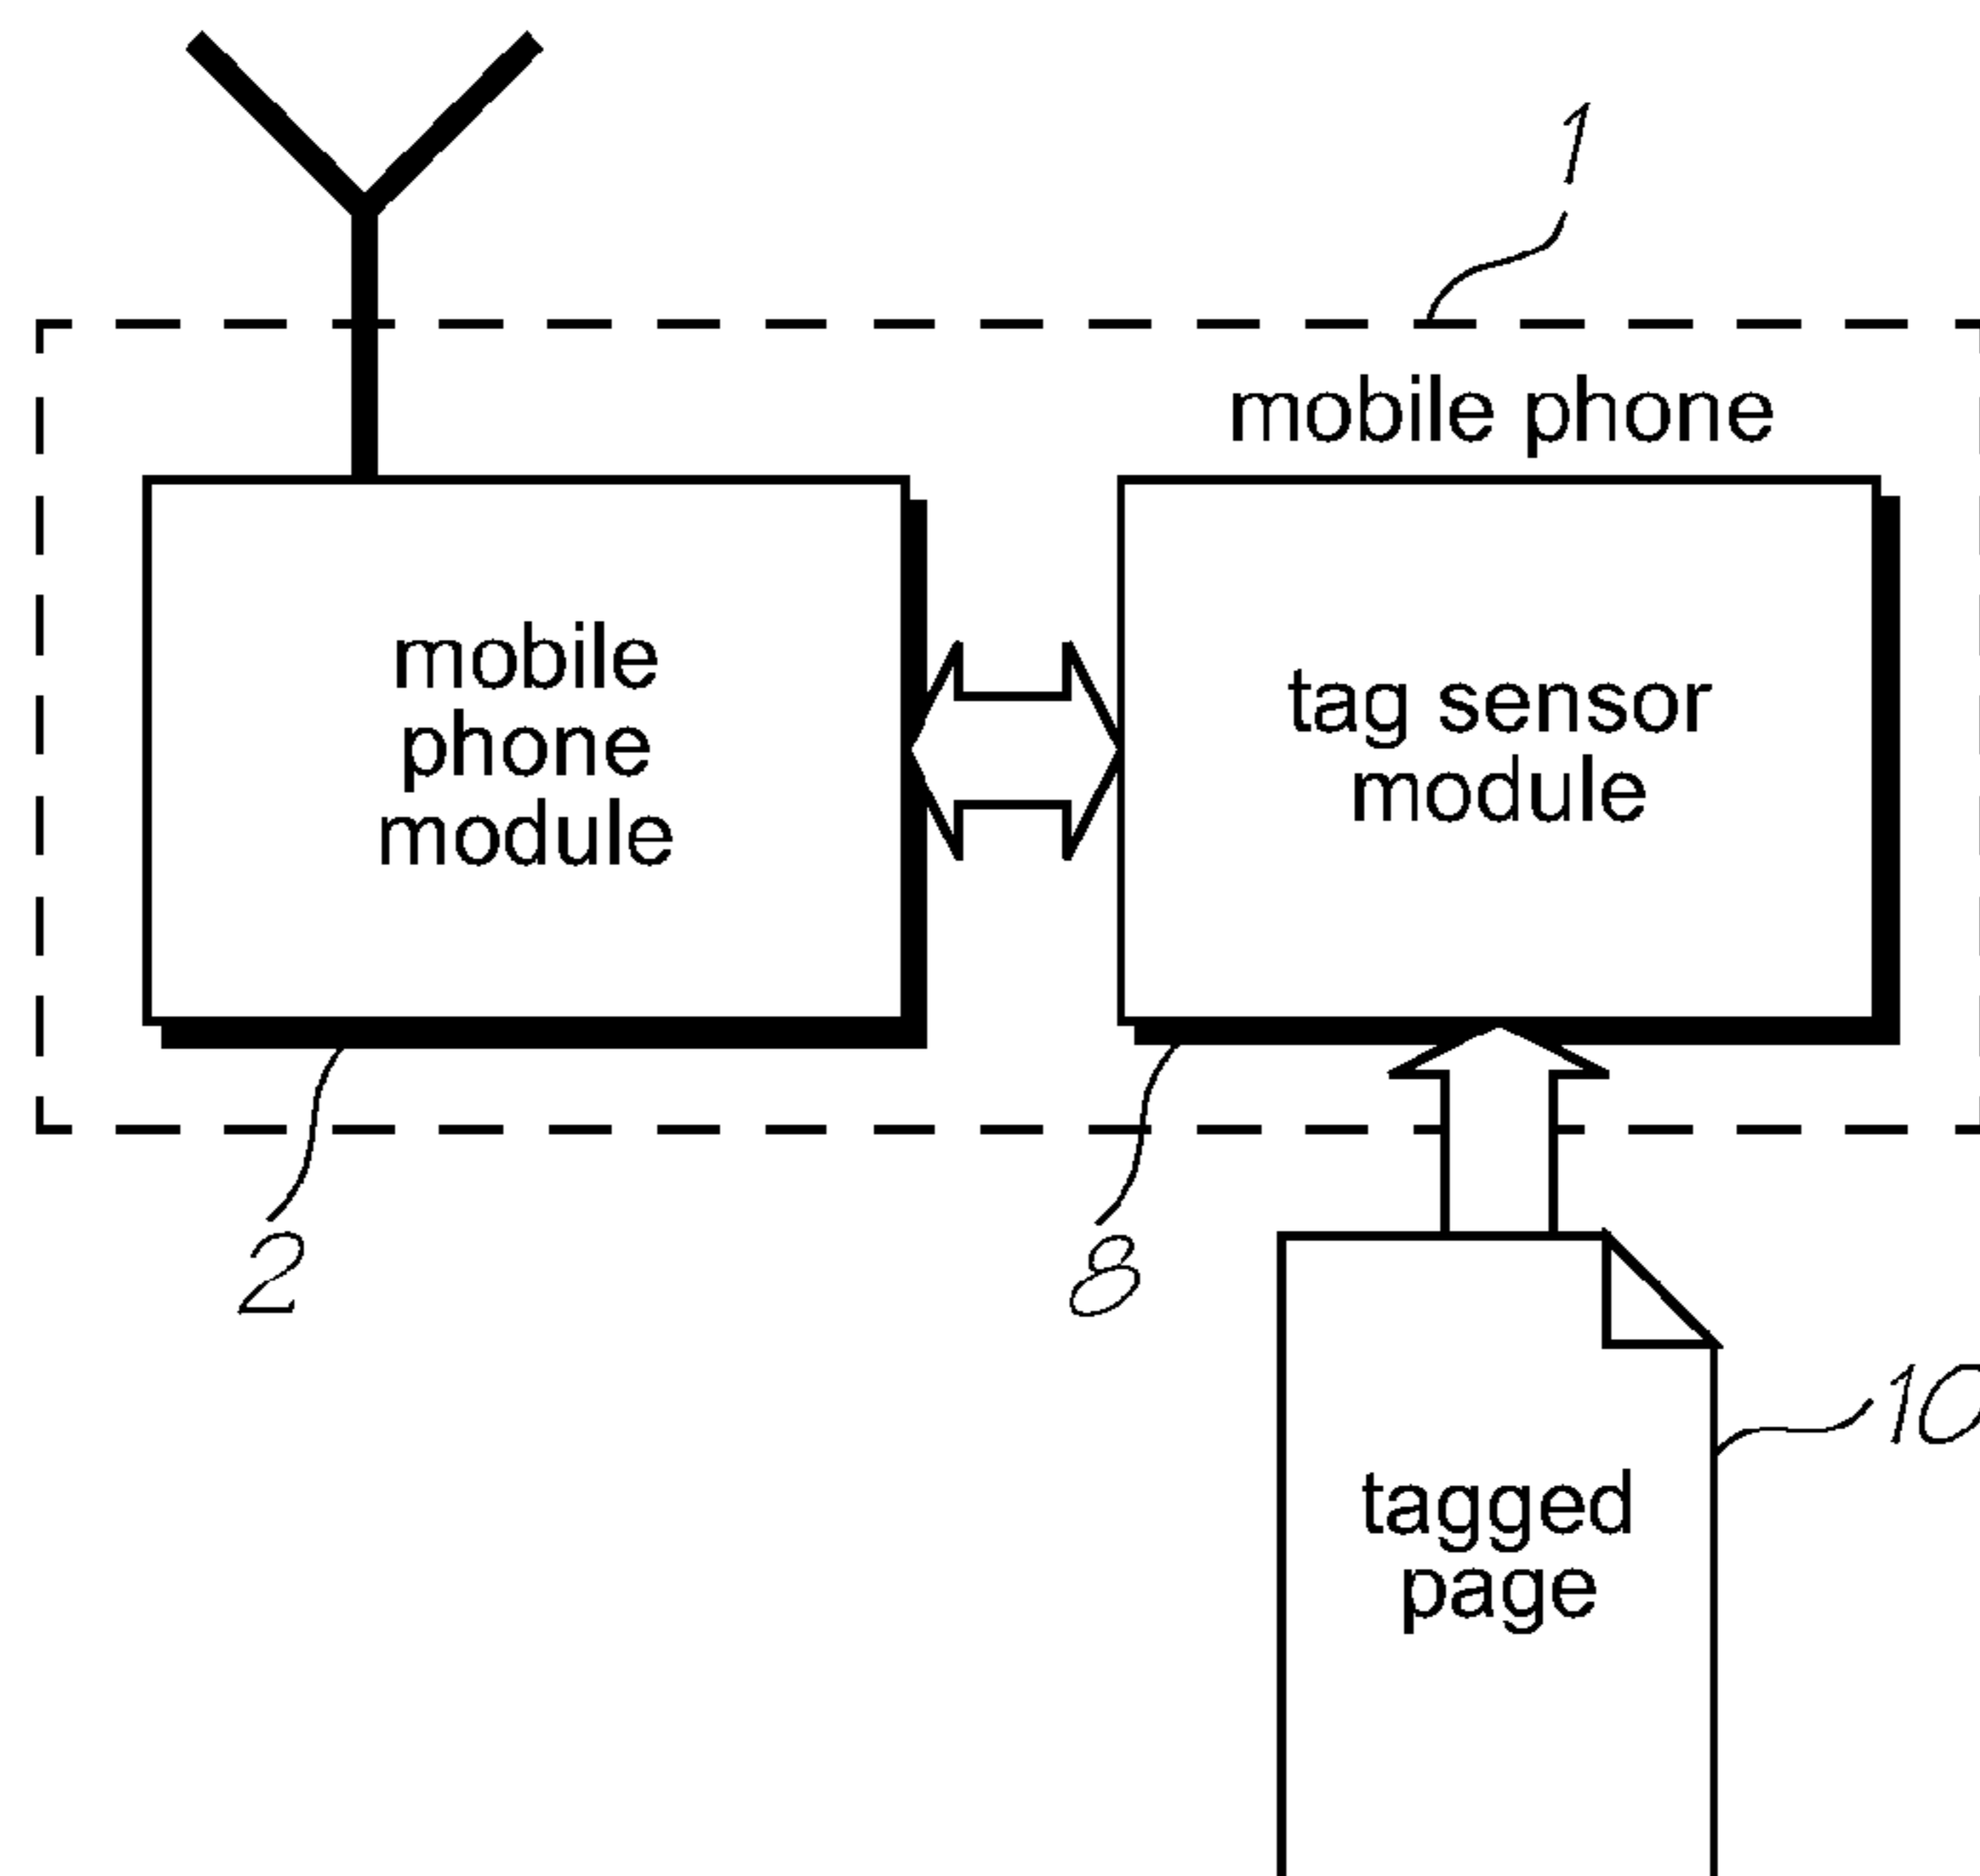 1
mobile phone
mobile
phone
module
tag sensor
module
2
8
10
tagged
page